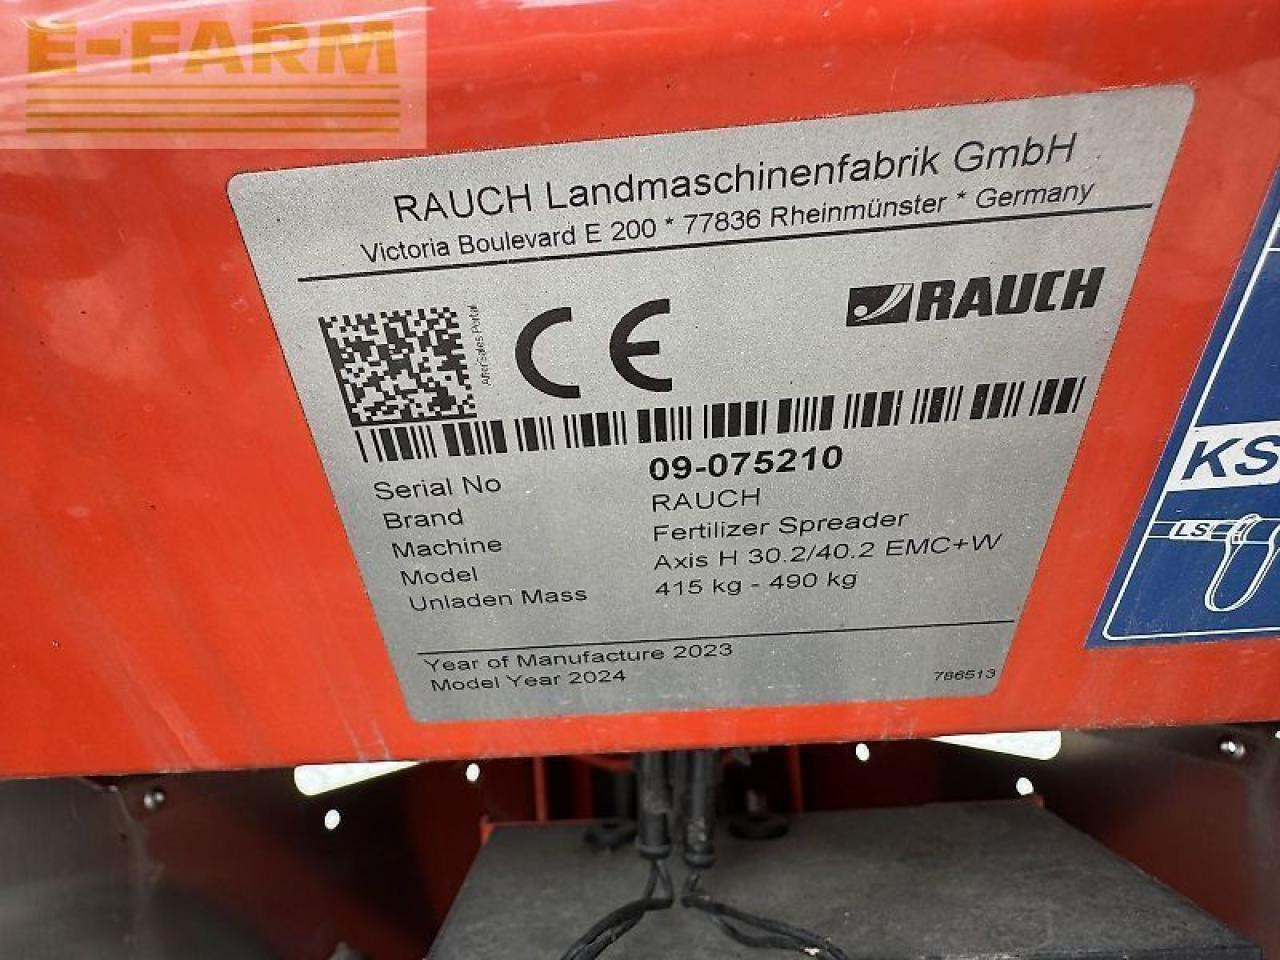 E-FARM
RAUCH Landmaschinenfabrik GmbH
Victoria Boulevard E 200 * 77836 Rheinmünster * Germany
AfterSales Portal
CE
RAUCH
Serial No 09-075210
Brand RAUCH
Machine Fertilizer Spreader
Model Axis H 30.2/40.2 EMC+W
Unladen Mass 415 kg - 490 kg
Year of Manufacture 2023
Model Year 2024
786513
KS
LS